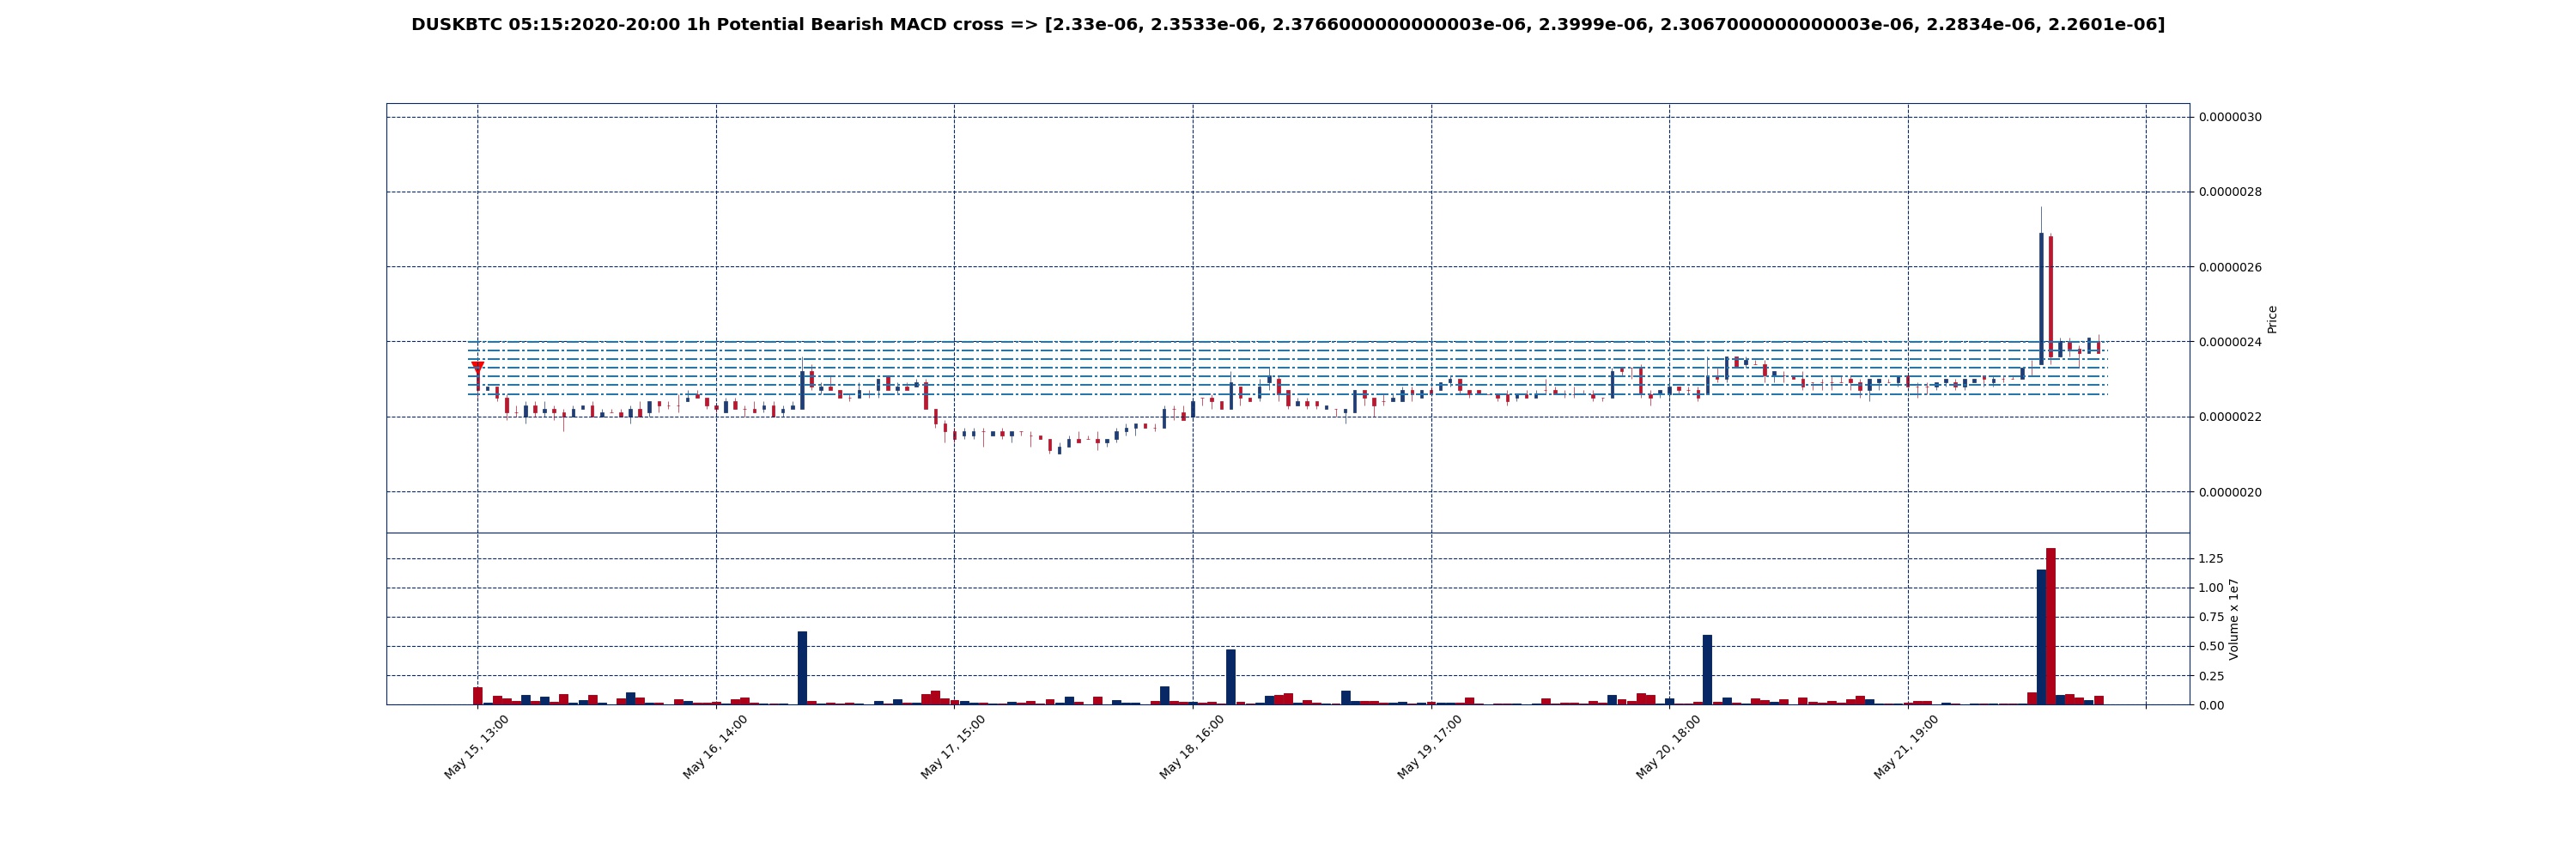 DUSKBTC 05:15:2020-20:00 1h Potential Bearish MACD cross => [2.33e-06, 2.3533e-06, 2.3766000000000003e-06, 2.3999e-06, 2.3067000000000003e-06, 2.2834e-06, 2.2601e-06]
0.0000030
0.0000028
0.0000026
Price
0.0000024
0.0000022
0.0000020
1.25
1.00
0.75
0.50
0.25
0.00
Volume x 1e7
May 15, 13:00
May 16, 14:00
May 17, 15:00
May 18, 16:00
May 19, 17:00
May 20, 18:00
May 21, 19:00